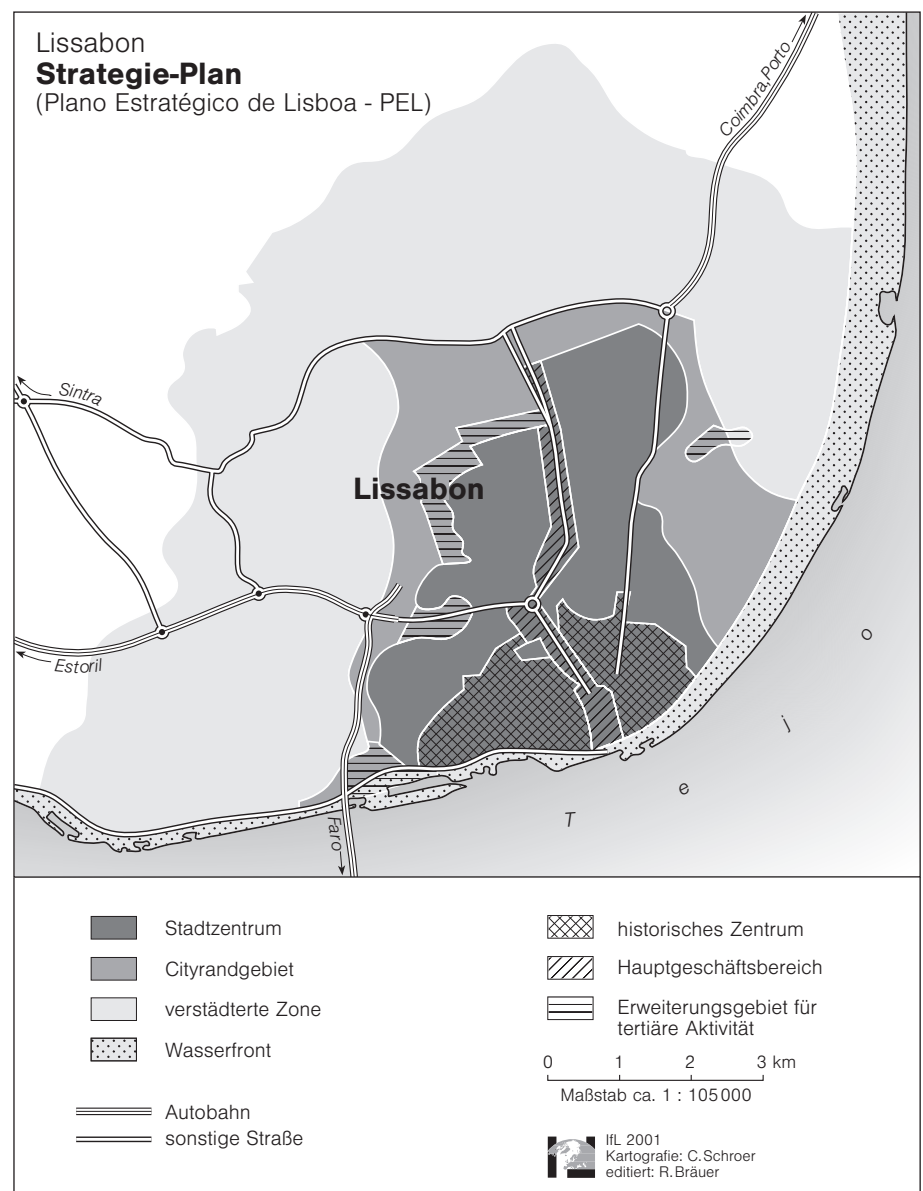 Lissabon
Strategie-Plan
(Plano Estratégico de Lisboa - PEL)
Coimbra,Porto
Sintra
Lissabon
Estoril
Faro
T e j o
Stadtzentrum
Cityrandgebiet
verstädterte Zone
Wasserfront
Autobahn
sonstige Straße
historisches Zentrum
Hauptgeschäftsbereich
Erweiterungsgebiet für
tertiäre Aktivität
0 1 2 3 km
Maßstab ca. 1 : 105000
IfL 2001
Kartografie: C.Schroer
editiert: R.Bräuer